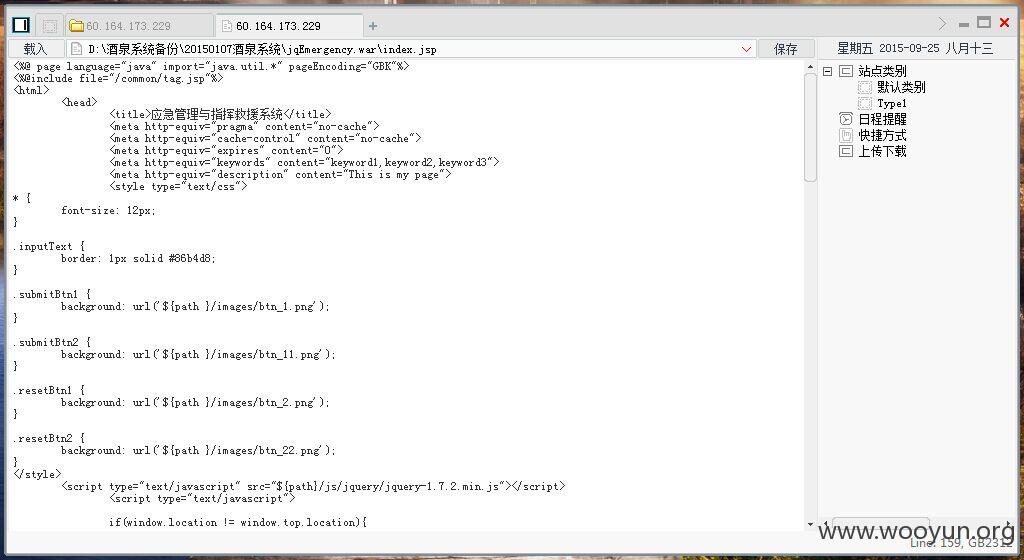 60.164.173.229
60.164.173.229
载入
D:\酒泉系统备份\20150107酒泉系统\jqEmergency.war\index.jsp
保存
星期五 2015-09-25 八月十三
<%@ page language="java" import="java.util.*" pageEncoding="GBK"%>
<%@include file="/common/tag.jsp"%>
<html>
<head>
<title>应急管理与指挥救援系统</title>
<meta http-equiv="pragma" content="no-cache">
<meta http-equiv="cache-control" content="no-cache">
<meta http-equiv="expires" content="0">
<meta http-equiv="keywords" content="keyword1,keyword2,keyword3">
<meta http-equiv="description" content="This is my page">
<style type="text/css">
* {
font-size: 12px;
}
.inputText {
border: 1px solid #86b4d8;
}
.submitBtn1 {
background: url('${path }/images/btn_1.png');
}
.submitBtn2 {
background: url('${path }/images/btn_11.png');
}
.resetBtn1 {
background: url('${path }/images/btn_2.png');
}
.resetBtn2 {
background: url('${path }/images/btn_22.png');
}
</style>
<script type="text/javascript" src="${path}/js/jquery/jquery-1.7.2.min.js"></script>
<script type="text/javascript">
if(window.location != window.top.location){
站点类别
默认类别
Type1
日程提醒
快捷方式
上传下载
www.wooyun.org
Line: 159, GB2312